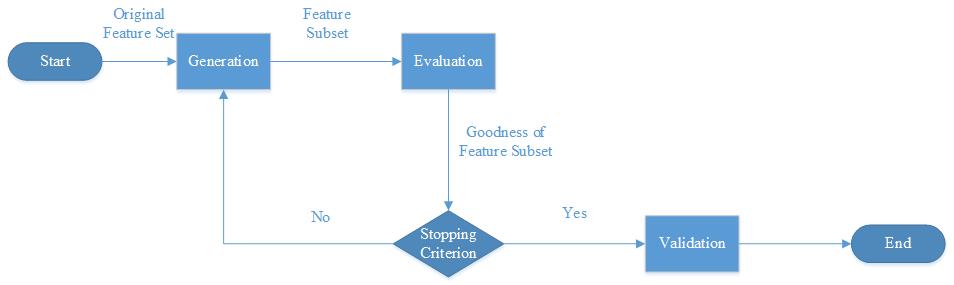 Original
Feature Set
Feature
Subset
Start
Generation
Evaluation
Goodness of
Feature Subset
No
Yes
Stopping
Criterion
Validation
End